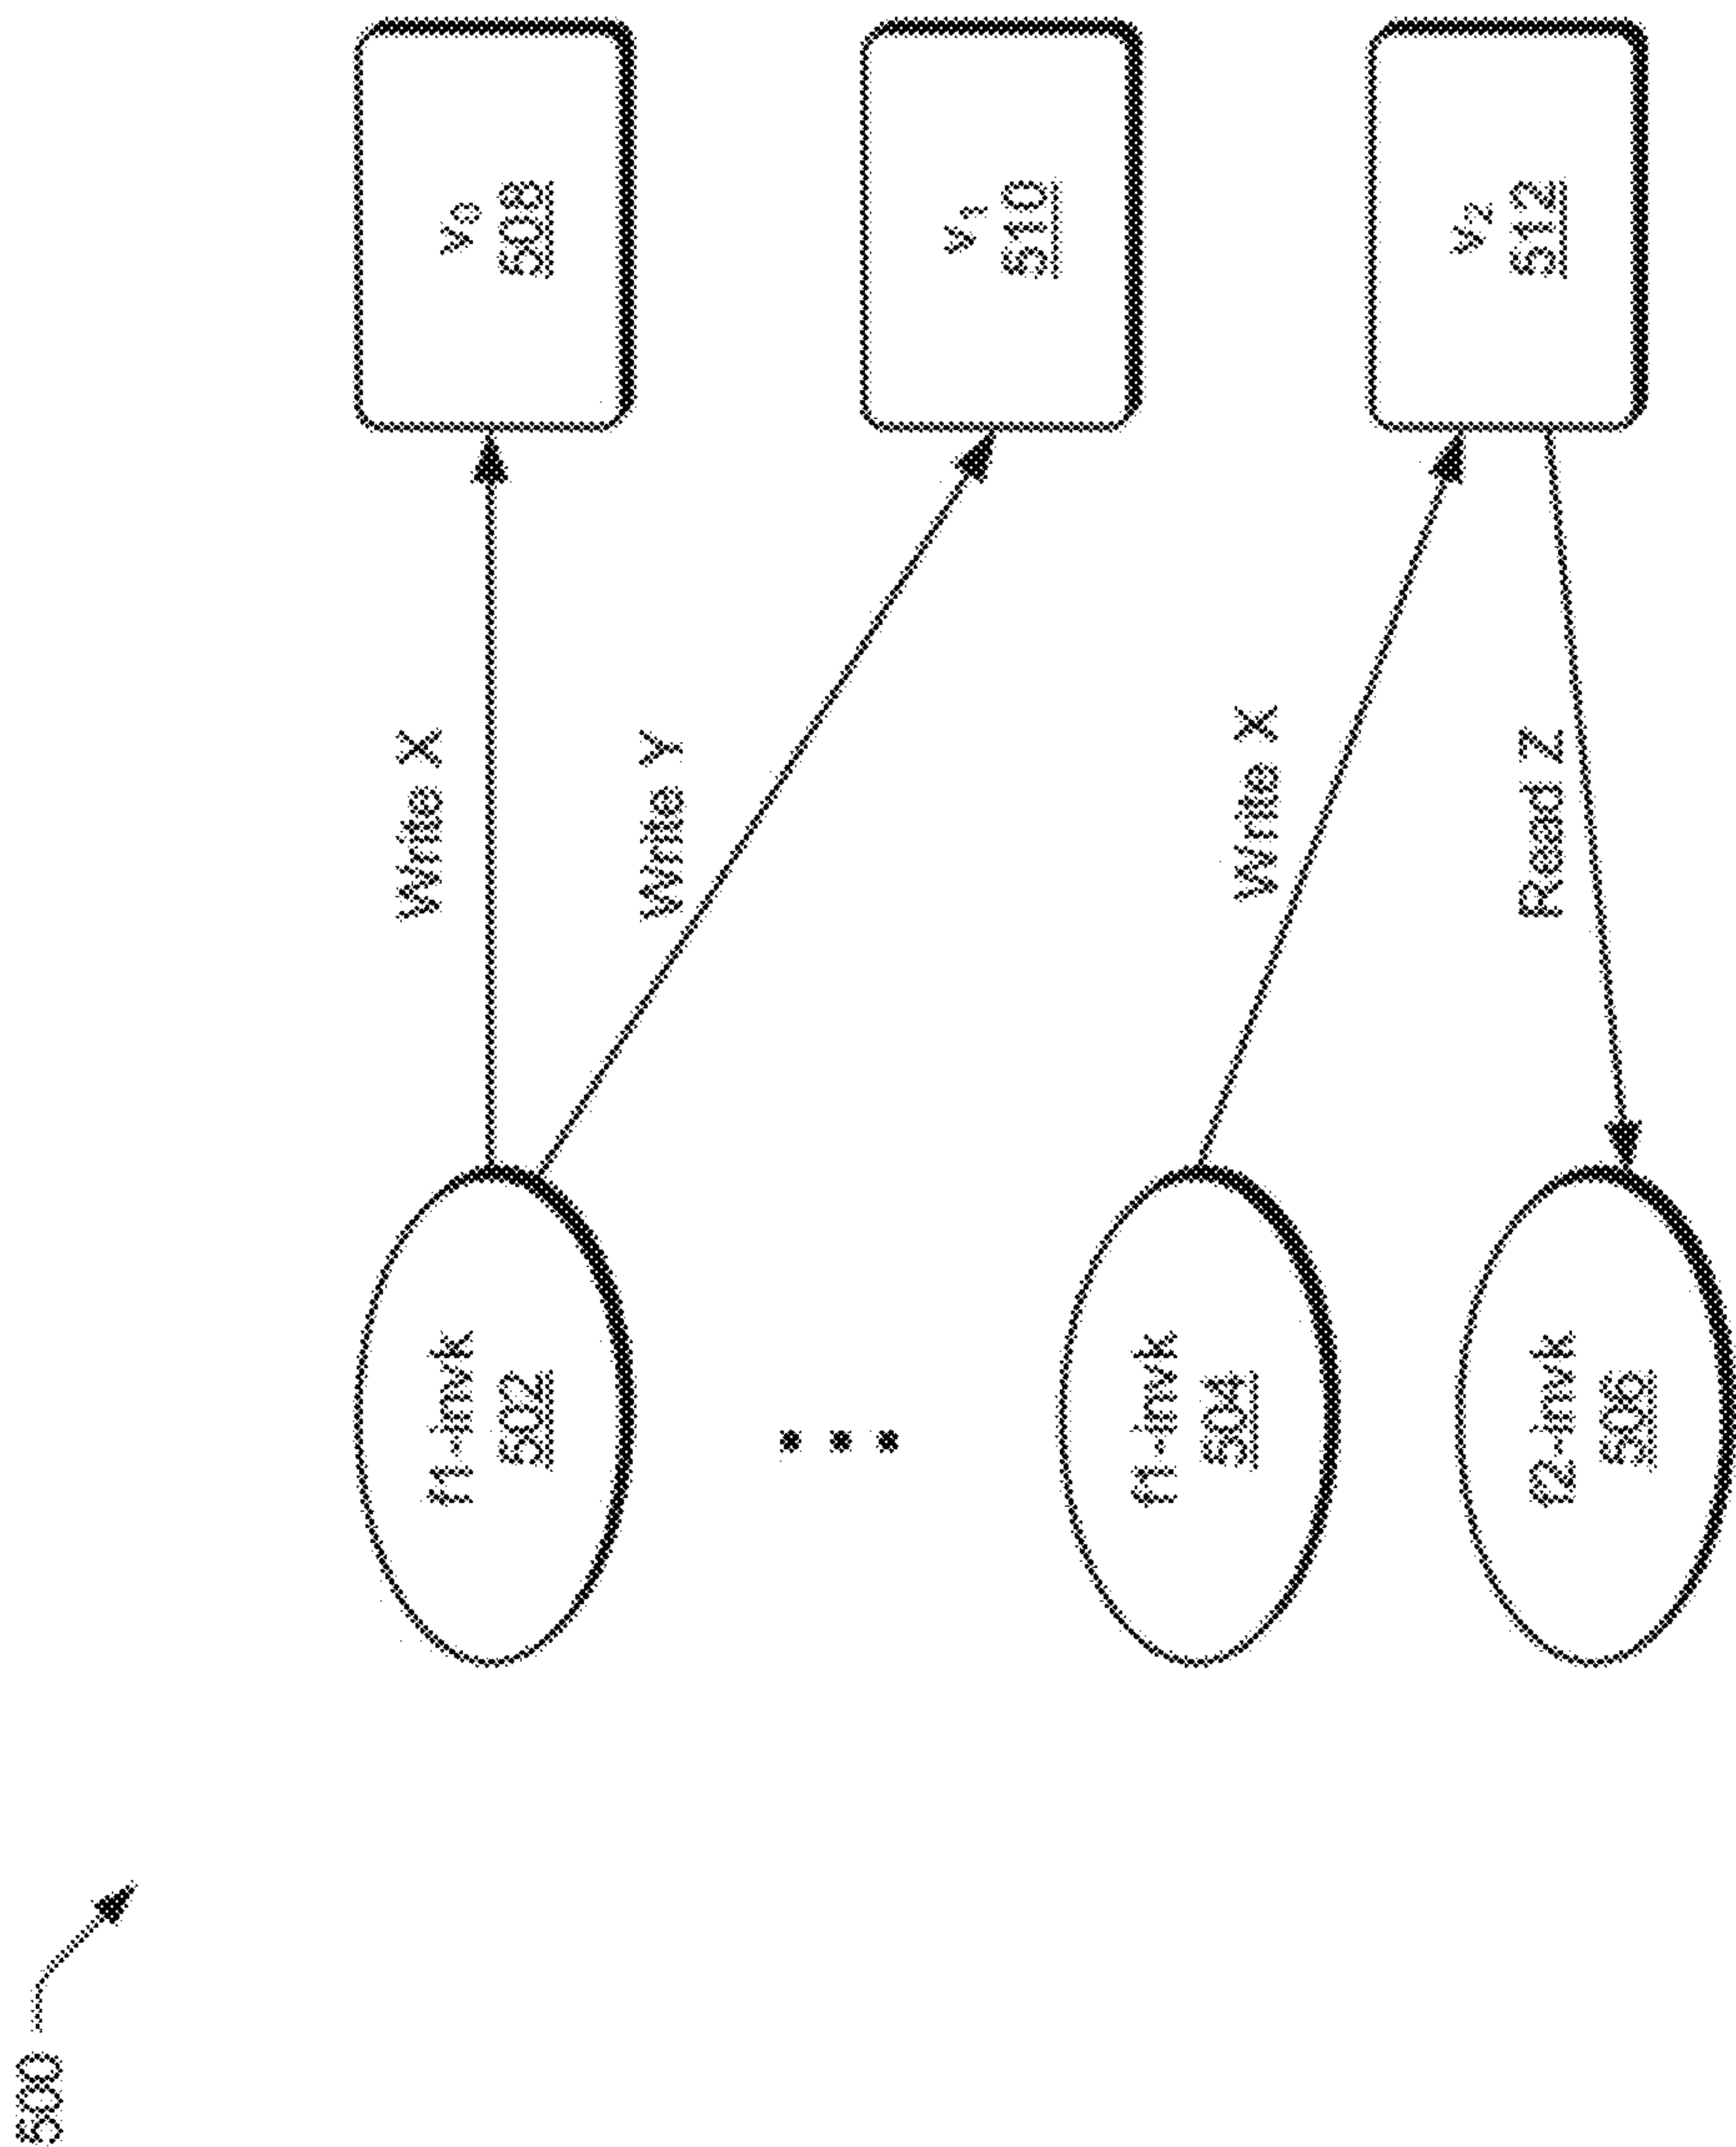 500
f1-invk
502
Write X
v0
508
Write Y
v1
510
f1-invk
504
Write X
v2
512
f2-invk
506
Read Z